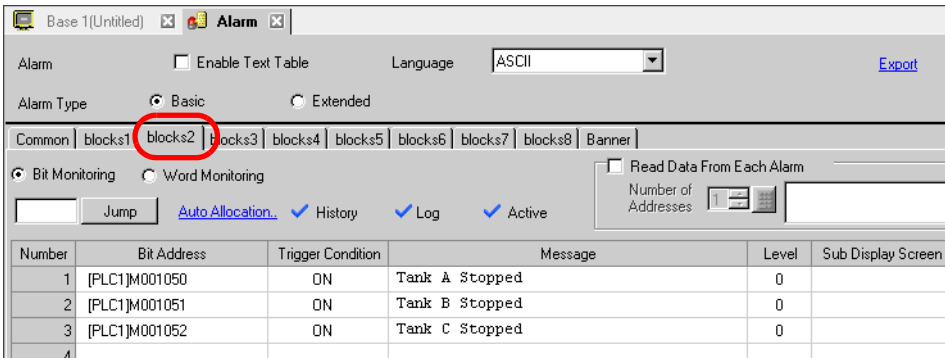 Base 1(Untitled) Alarm
Alarm Enable Text Table Language ASCII Export
Alarm Type Basic Extended
Common blocks1 blocks2 blocks3 blocks4 blocks5 blocks6 blocks7 blocks8 Banner
Bit Monitoring Word Monitoring Read Data From Each Alarm
Jump Auto Allocation.. History Log Active Number of Addresses 1
Number Bit Address Trigger Condition Message Level Sub Display Screen
1 [PLC1]M001050 ON Tank A Stopped 0
2 [PLC1]M001051 ON Tank B Stopped 0
3 [PLC1]M001052 ON Tank C Stopped 0
4